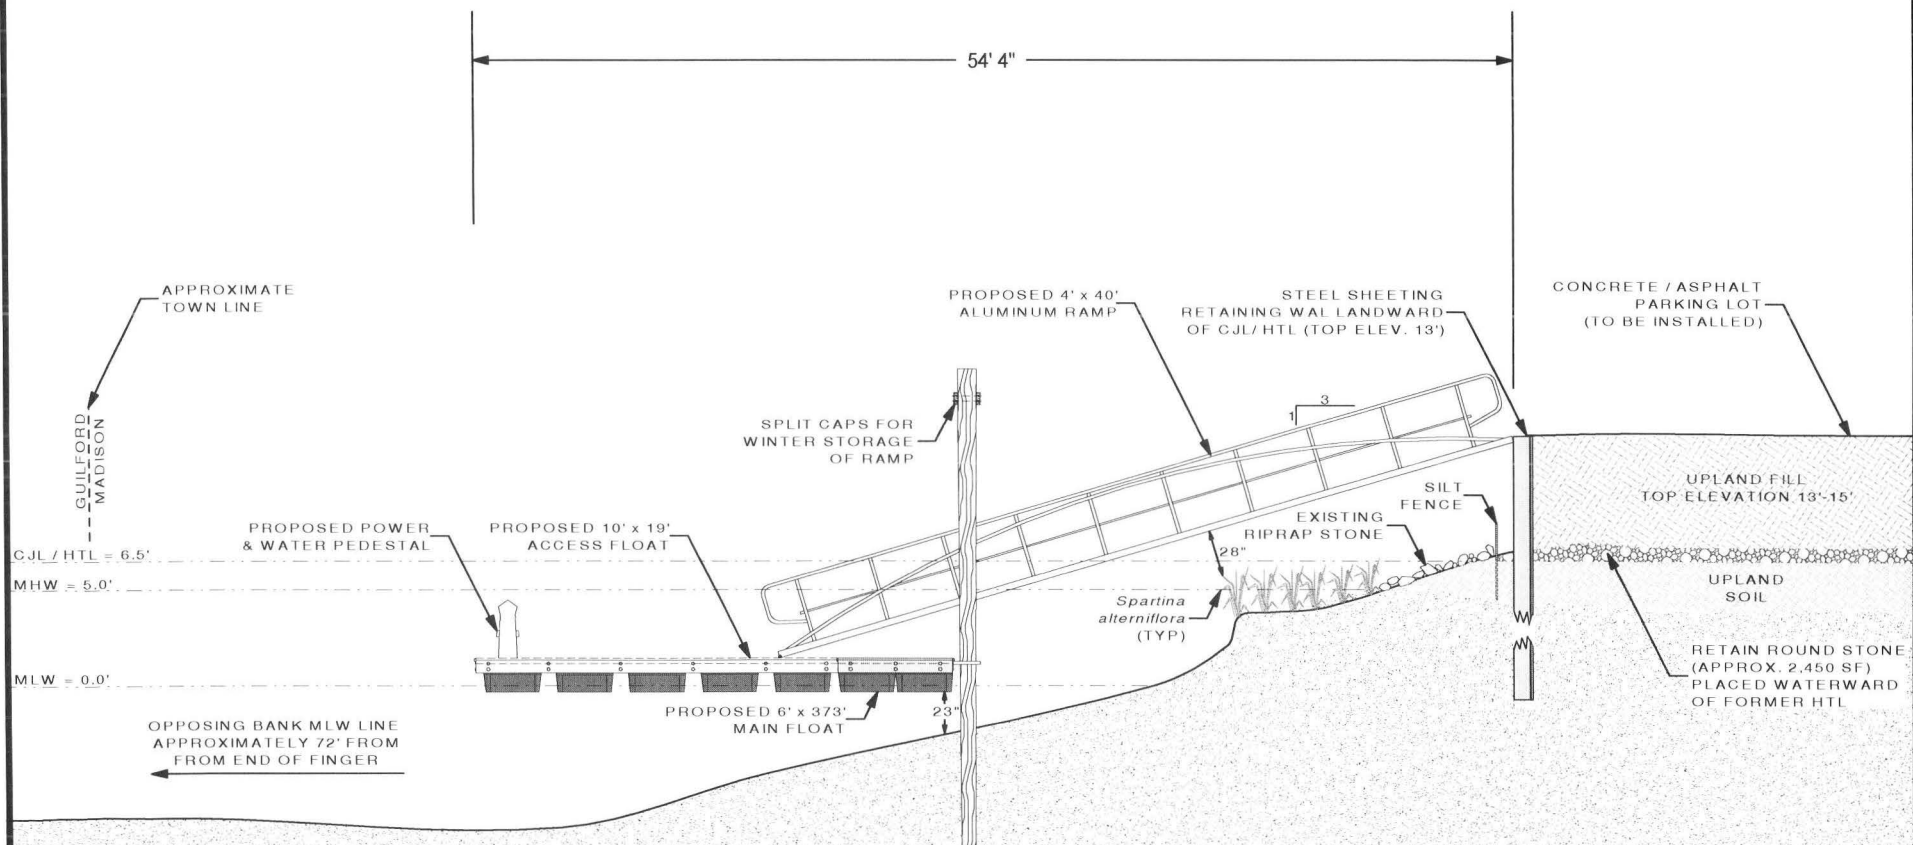 54' 4"
APPROXIMATE
TOWN LINE
PROPOSED 4' x 40'
ALUMINUM RAMP
STEEL SHEETING
RETAINING WAL LANDWARD
OF CJL/ HTL (TOP ELEV. 13')
CONCRETE / ASPHALT
PARKING LOT
(TO BE INSTALLED)
1
3
GUILFORD
MADISON
SPLIT CAPS FOR
WINTER STORAGE
OF RAMP
SILT
FENCE
UPLAND FILL
TOP ELEVATION 13'-15'
PROPOSED POWER
& WATER PEDESTAL
PROPOSED 10' x 19'
ACCESS FLOAT
EXISTING
RIPRAP STONE
28"
CJL / HTL = 6.5'
MHW = 5.0'
Spartina
alterniflora
(TYP)
UPLAND
SOIL
MLW = 0.0'
RETAIN ROUND STONE
(APPROX. 2,450 SF)
PLACED WATERWARD
OF FORMER HTL
PROPOSED 6' x 373'
MAIN FLOAT
23"
OPPOSING BANK MLW LINE
APPROXIMATELY 72' FROM
FROM END OF FINGER